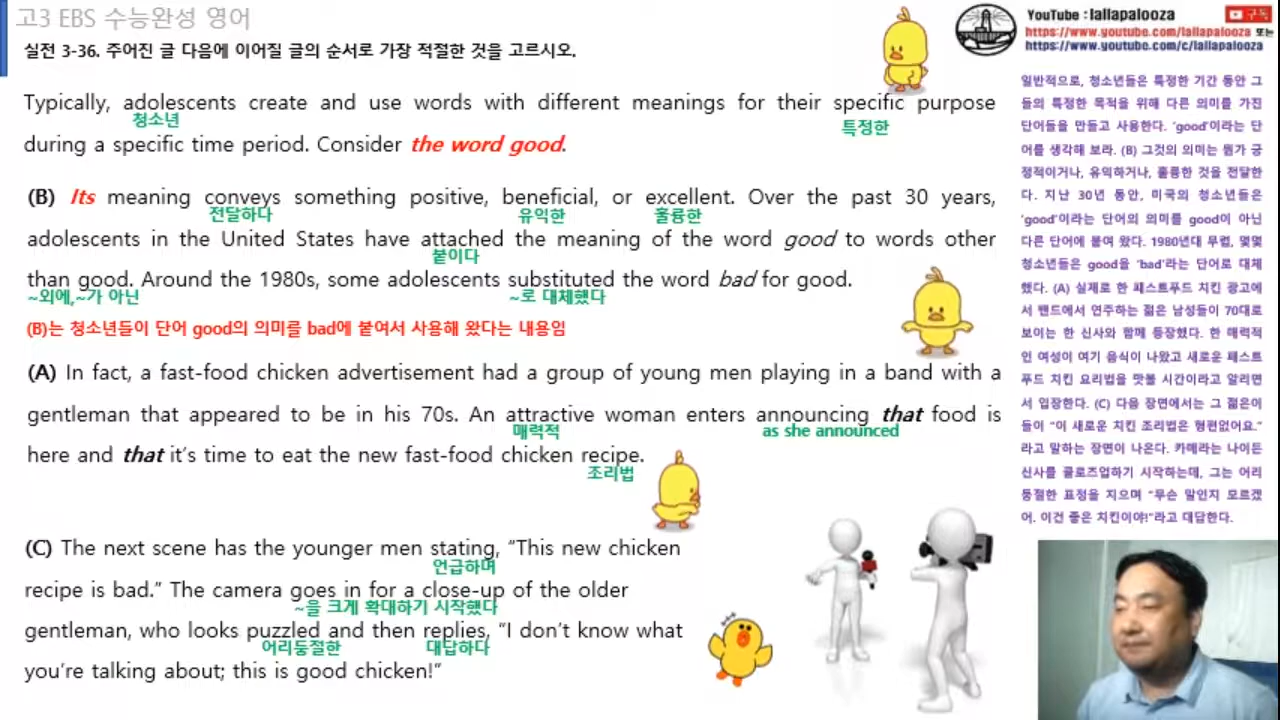 고3 EBS 수능완성 영어
실전 3-36. 주어진 글 다음에 이어질 글의 순서로 가장 적절한 것을 고르시오.
Typically, adolescents create and use words with different meanings for their specific purpose
청소년
특정한
during a specific time period. Consider the word good.
(B) Its meaning conveys something positive, beneficial, or excellent. Over the past 30 years,
전달하다
유익한
훌륭한
adolescents in the United States have attached the meaning of the word good to words other
붙이다
than good. Around the 1980s, some adolescents substituted the word bad for good.
~외에,~가 아닌
~로 대체했다
(B)는 청소년들이 단어 good의 의미를 bad에 붙여서 사용해 왔다는 내용임
(A) In fact, a fast-food chicken advertisement had a group of young men playing in a band with a
gentleman that appeared to be in his 70s. An attractive woman enters announcing that food is
매력적
as she announced
here and that it's time to eat the new fast-food chicken recipe.
조리법
(C) The next scene has the younger men stating, “This new chicken
언급하며
recipe is bad.” The camera goes in for a close-up of the older
~을 크게 확대하기 시작했다
gentleman, who looks puzzled and then replies, “I don't know what
어리둥절한
대답하다
you're talking about; this is good chicken!”
YouTube : lallapalooza
구독
https://www.youtube.com/lallapalooza 또는
https://www.youtube.com/c/lallapalooza
일반적으로, 청소년들은 특정한 기간 동안 그
들의 특정한 목적을 위해 다른 의미를 가진
단어들을 만들고 사용한다. 'good'이라는 단
어를 생각해 보라. (B) 그것의 의미는 뭔가 긍
정적이거나, 유익하거나, 훌륭한 것을 전달한
다. 지난 30년 동안, 미국의 청소년들은
'good'이라는 단어의 의미를 good이 아닌
다른 단어에 붙여 왔다. 1980년대 무렵, 몇몇
청소년들은 good을 'bad'라는 단어로 대체
했다. (A) 실제로 한 패스트푸드 치킨 광고에
서 밴드에서 연주하는 젊은 남성들이 70대로
보이는 한 신사와 함께 등장했다. 한 매력적
인 여성이 여기 음식이 나왔고 새로운 패스트
푸드 치킨 요리법을 맛볼 시간이라고 알리면
서 입장한다. (C) 다음 장면에서는 그 젊은이
들이 “이 새로운 치킨 조리법은 형편없어요.”
라고 말하는 장면이 나온다. 카메라는 나이든
신사를 클로즈업하기 시작하는데, 그는 어리
둥절한 표정을 지으며 “무슨 말인지 모르겠
어. 이건 좋은 치킨이야!”라고 대답한다.